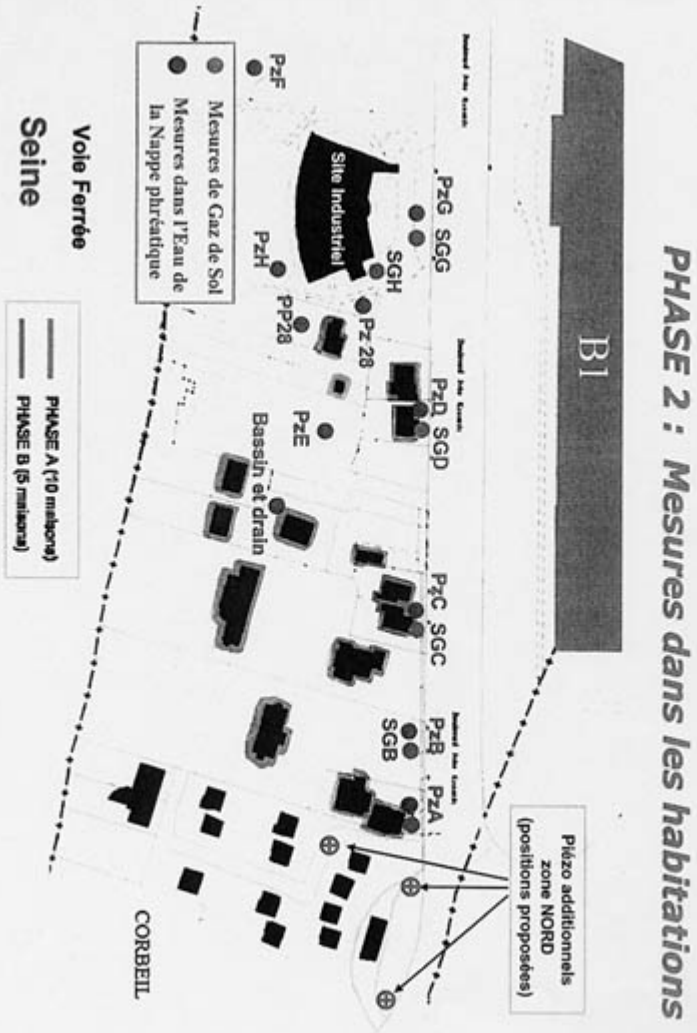 PHASE 2 : Mesures dans les habitations
B1
Piézo additionnels
zone NORD
(positions proposées)
PzG
SGG
SGH
Site Industriel
PzF
PzH
Pz 28
PP28
PzD
SGD
PzE
Bassin et drain
PzC
SGC
PzB
SGB
PzA
CORBEIL
Mesures de Gaz de Sol
Mesures dans l'Eau de
la Nappe phréatique
Voie Ferrée
Seine
PHASE A (10 maisons)
PHASE B (5 maisons)